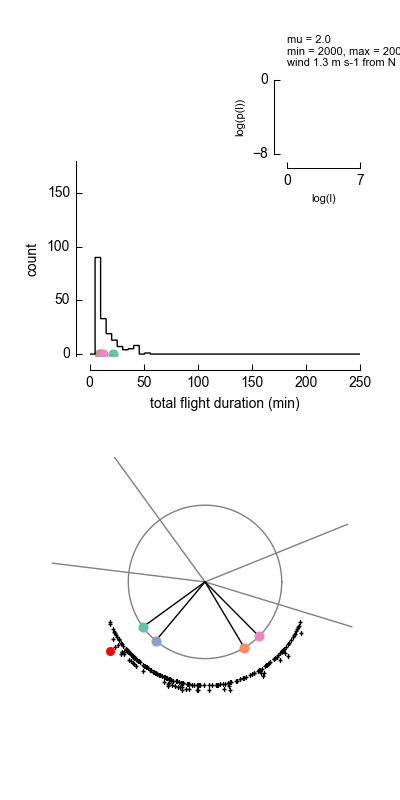 mu = 2.0
min = 2000, max = 200
wind 1.3 m s-1 from N
0
log(p(l))
−8
0
7
log(l)
150
100
50
0
count
0
50
100
150
200
250
total flight duration (min)